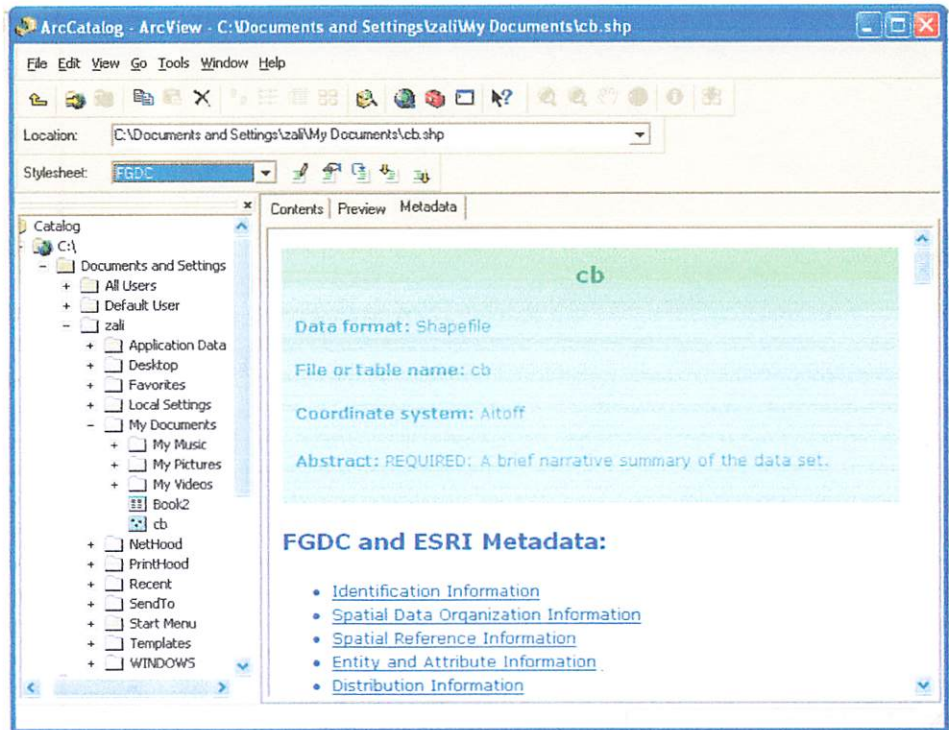 ArcCatalog - ArcView - C:\Documents and Settings\zali\My Documents\cb.shp
File Edit View Go Tools Window Help
Location: C:\Documents and Settings\zali\My Documents\cb.shp
Stylesheet: FGDC
Contents Preview Metadata
Catalog
C:\
Documents and Settings
All Users
Default User
zali
Application Data
Desktop
Favorites
Local Settings
My Documents
My Music
My Pictures
My Videos
Book2
cb
NetHood
PrintHood
Recent
SendTo
Start Menu
Templates
WINDOWS
cb
Data format: Shapefile
File or table name: cb
Coordinate system: Aitoff
Abstract: REQUIRED: A brief narrative summary of the data set.
FGDC and ESRI Metadata:
• Identification Information
• Spatial Data Organization Information
• Spatial Reference Information
• Entity and Attribute Information
• Distribution Information